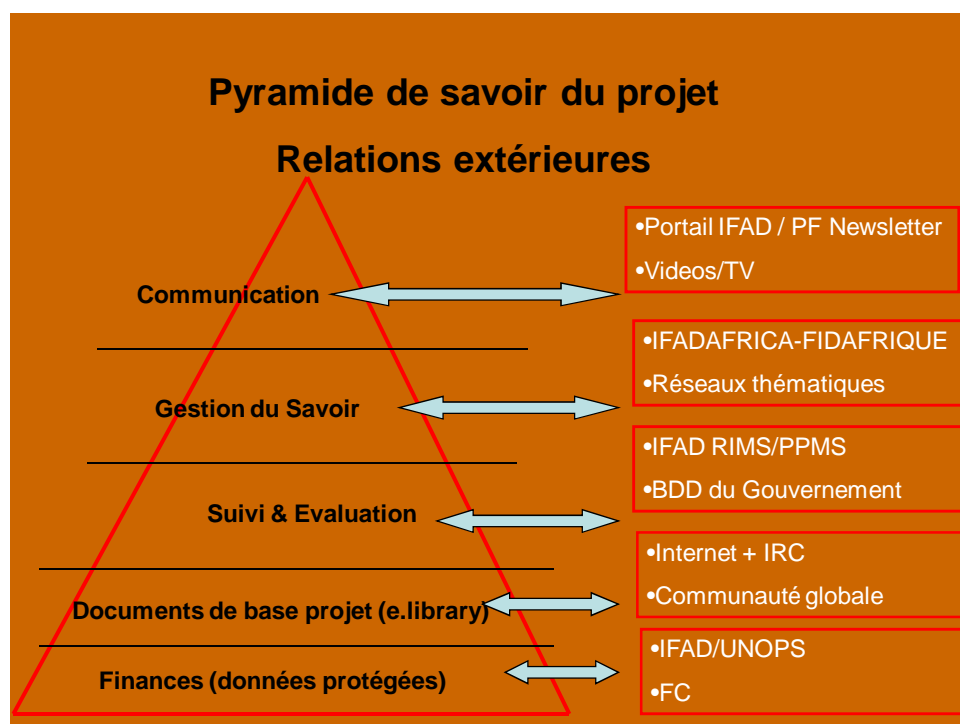 Pyramide de savoir du projet
Relations extérieures
Communication
•Portail IFAD / PF Newsletter
•Videos/TV
Gestion du Savoir
•IFADAFRICA-FIDAFRIQUE
•Réseaux thématiques
Suivi & Evaluation
•IFAD RIMS/PPMS
•BDD du Gouvernement
Documents de base projet (e.library)
•Internet + IRC
•Communauté globale
Finances (données protégées)
•IFAD/UNOPS
•FC